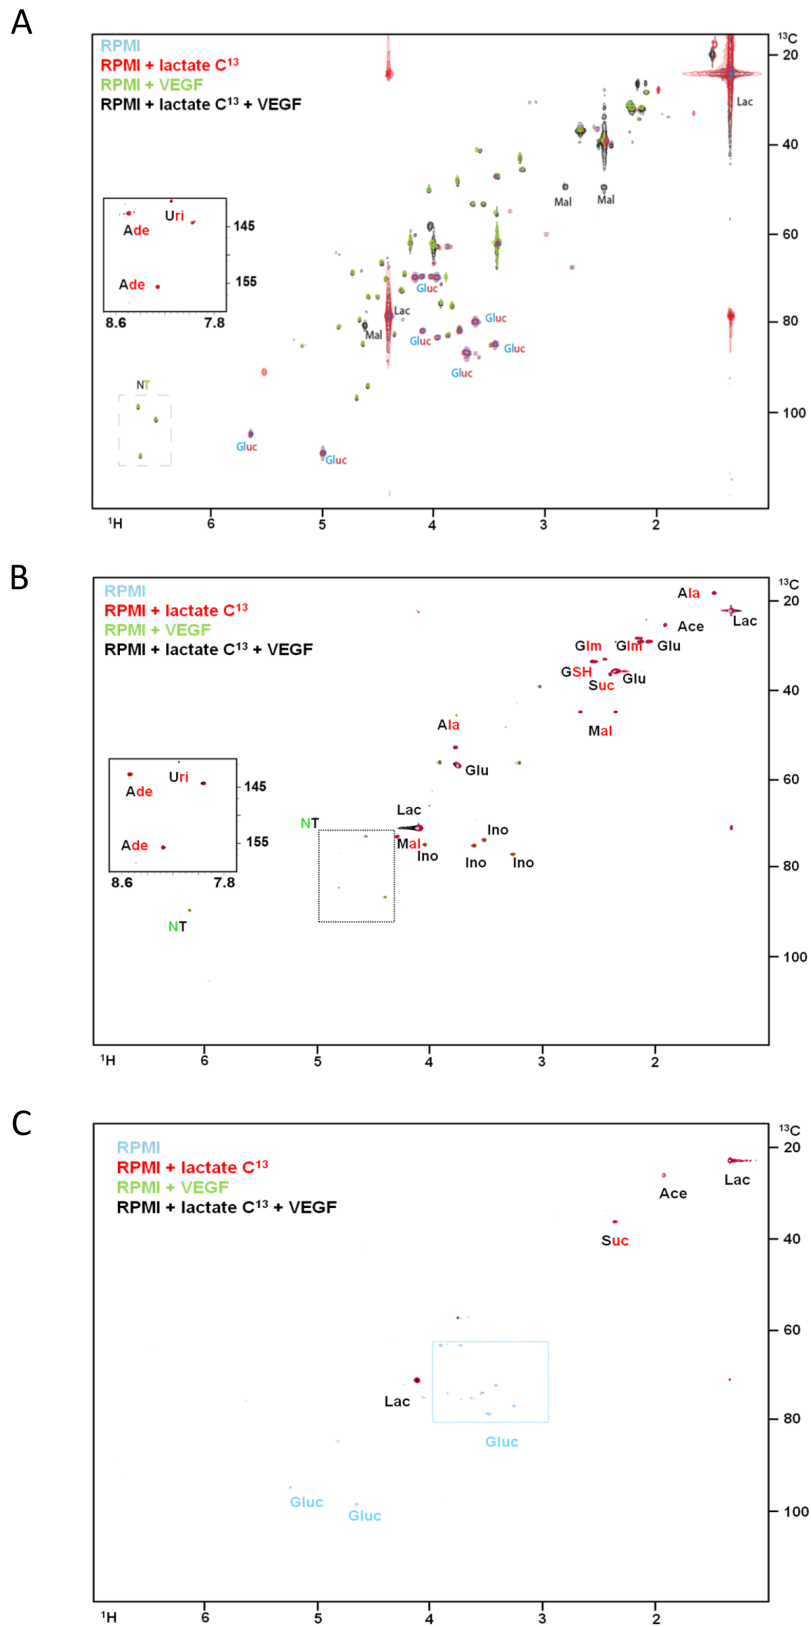 A
RPMI
RPMI + lactate C¹³
RPMI + VEGF
RPMI + lactate C¹³ + VEGF
¹³C
20
Lac
40
Mal Mal
Uri
Ade
145
Ade
155
8.6 7.8
60
Gluc
Lac
Mal
Gluc
80
Gluc
Gluc
Gluc
NT
100
Gluc
Gluc
¹H 6 5 4 3 2
B
RPMI
RPMI + lactate C¹³
RPMI + VEGF
RPMI + lactate C¹³ + VEGF
¹³C
Ala
20
Ace Lac
Glm Glm Glu
GSH
Suc Glu
40
Ala
Mal
Glu
60
Uri
Ade
145
Ade
155
8.6 7.8
Lac
NT
Ino
Mal
Ino Ino Ino
80
NT
100
¹H 6 5 4 3 2
C
RPMI
RPMI + lactate C¹³
RPMI + VEGF
RPMI + lactate C¹³ + VEGF
¹³C
20
Lac
Ace
Suc
40
60
Lac
80
Gluc
Gluc
Gluc
100
¹H 6 5 4 3 2